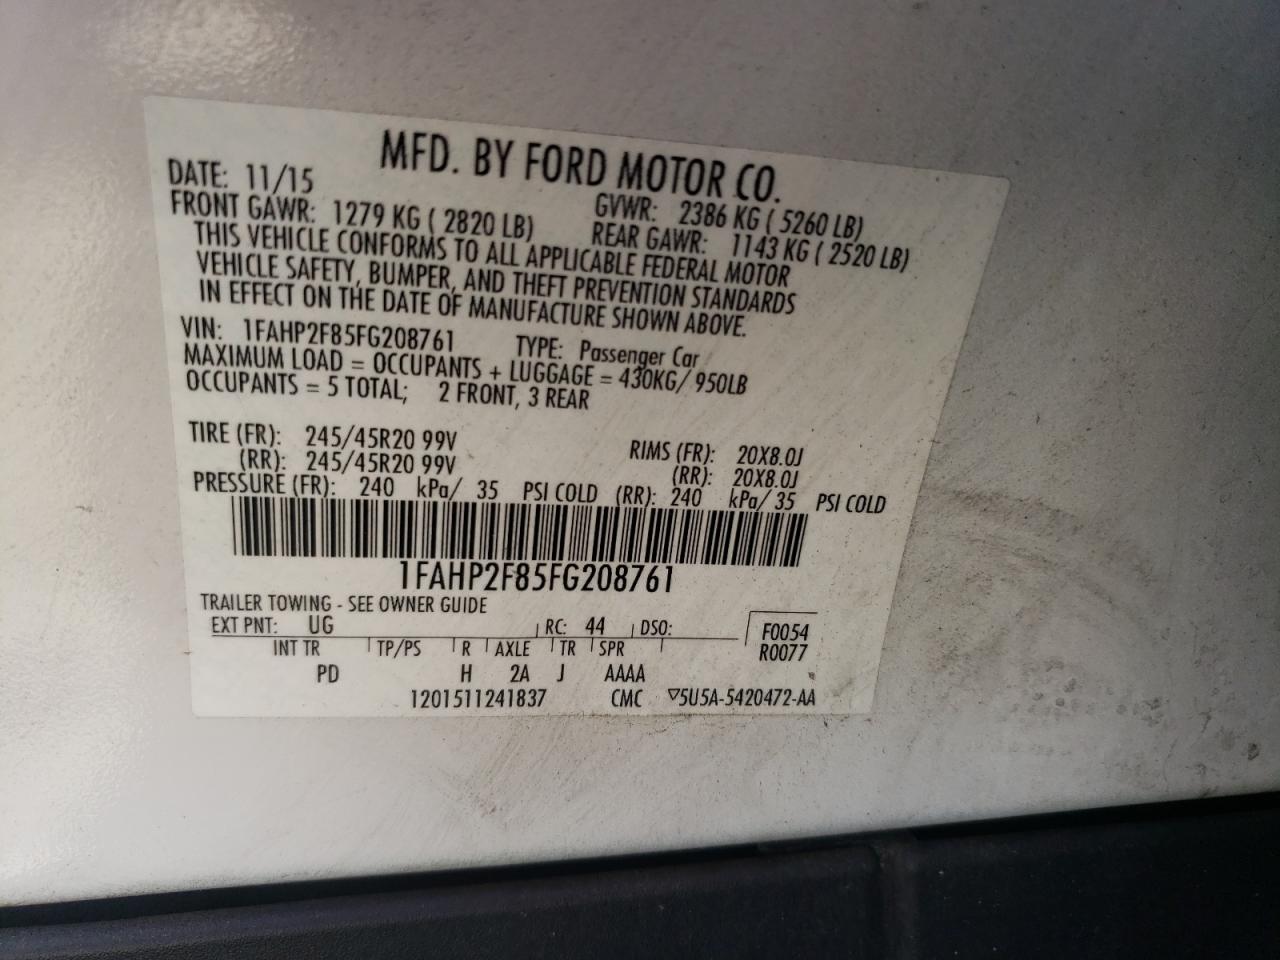 MFD. BY FORD MOTOR CO.
DATE: 11/15 GVWR: 2386 KG ( 5260 LB)
FRONT GAWR: 1279 KG ( 2820 LB) REAR GAWR: 1143 KG ( 2520 LB)
THIS VEHICLE CONFORMS TO ALL APPLICABLE FEDERAL MOTOR
VEHICLE SAFETY, BUMPER, AND THEFT PREVENTION STANDARDS
IN EFFECT ON THE DATE OF MANUFACTURE SHOWN ABOVE.
VIN: 1FAHP2F85FG208761 TYPE: Passenger Car
MAXIMUM LOAD = OCCUPANTS + LUGGAGE = 430KG/ 950LB
OCCUPANTS = 5 TOTAL; 2 FRONT, 3 REAR
TIRE (FR): 245/45R20 99V RIMS (FR): 20X8.0J
(RR): 245/45R20 99V (RR): 20X8.0J
PRESSURE (FR): 240 kPa/ 35 PSI COLD (RR): 240 kPa/ 35 PSI COLD
1FAHP2F85FG208761
TRAILER TOWING - SEE OWNER GUIDE
EXT PNT: UG RC: 44 DSO: F0054
INT TR TP/PS R AXLE TR SPR R0077
PD H 2A J AAAA
1201511241837 CMC ▽5U5A-5420472-AA